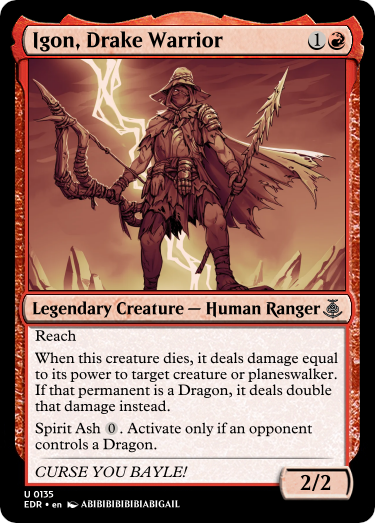 Igon, Drake Warrior 1
Legendary Creature — Human Ranger
Reach
When this creature dies, it deals damage equal
to its power to target creature or planeswalker.
If that permanent is a Dragon, it deals double
that damage instead.
Spirit Ash 0. Activate only if an opponent
controls a Dragon.
CURSE YOU BAYLE!
2/2
U 0135
EDR • en ABIBIBIBIBIBIABIGAIL